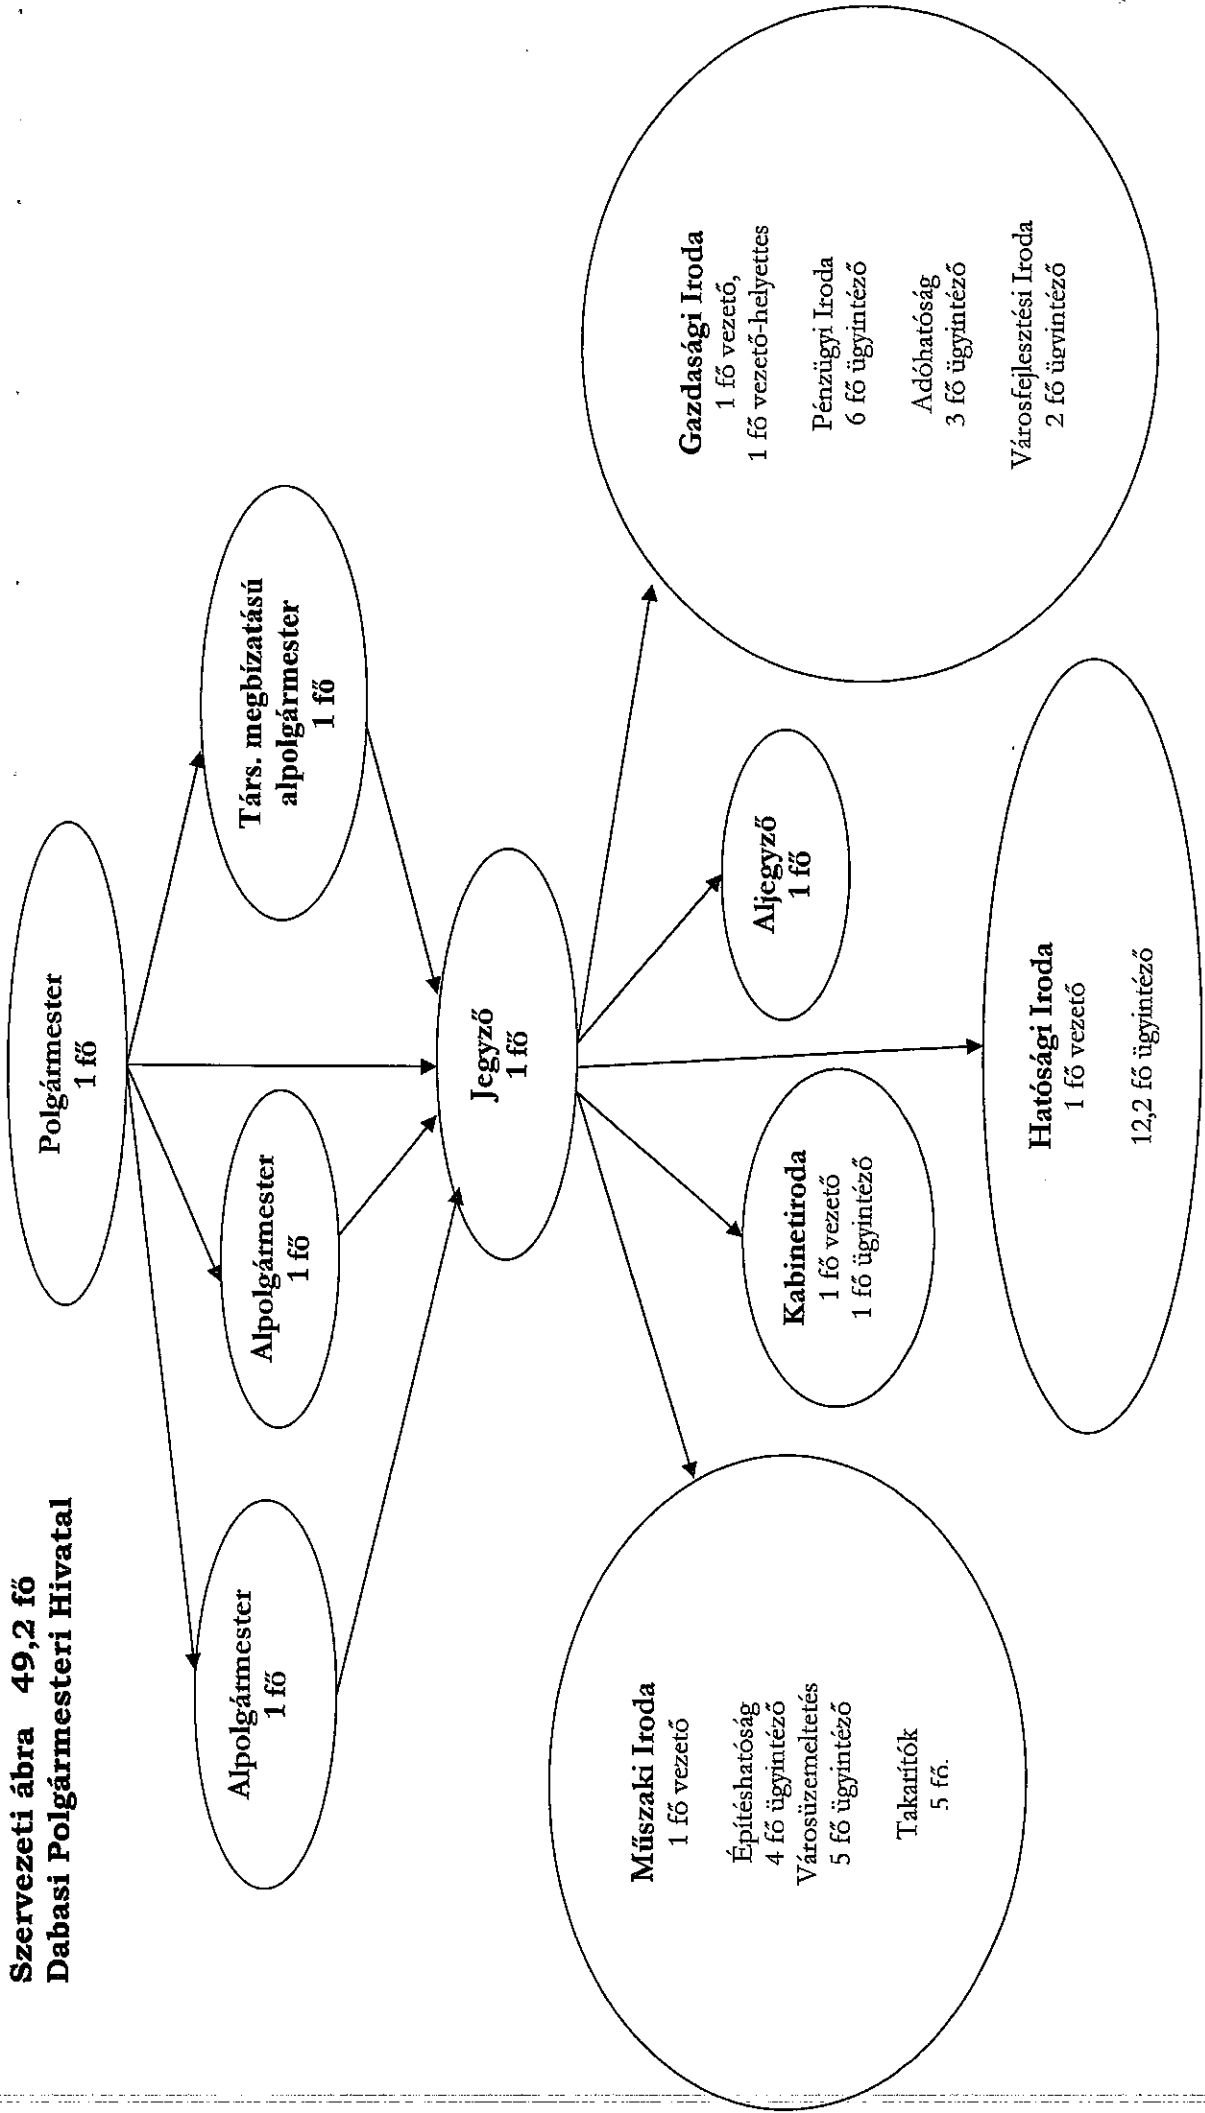 Szervezeti ábra 49,2 fő
Dabasi Polgármesteri Hivatal
Polgármester
1 fő
Alpolgármester
1 fő
Alpolgármester
1 fő
Társ. megbízatású
alpolgármester
1 fő
Jegyző
1 fő
Műszaki Iroda
1 fő vezető
Építéshatóság
4 fő ügyintéző
Városüzemeltetés
5 fő ügyintéző
Takarítók
5 fő.
Kabinetiroda
1 fő vezető
1 fő ügyintéző
Hatósági Iroda
1 fő vezető
12,2 fő ügyintéző
Aljegyző
1 fő
Gazdasági Iroda
1 fő vezető,
1 fő vezető-helyettes
Pénzügyi Iroda
6 fő ügyintéző
Adóhatóság
3 fő ügyintéző
Városfejlesztési Iroda
2 fő ügyintéző